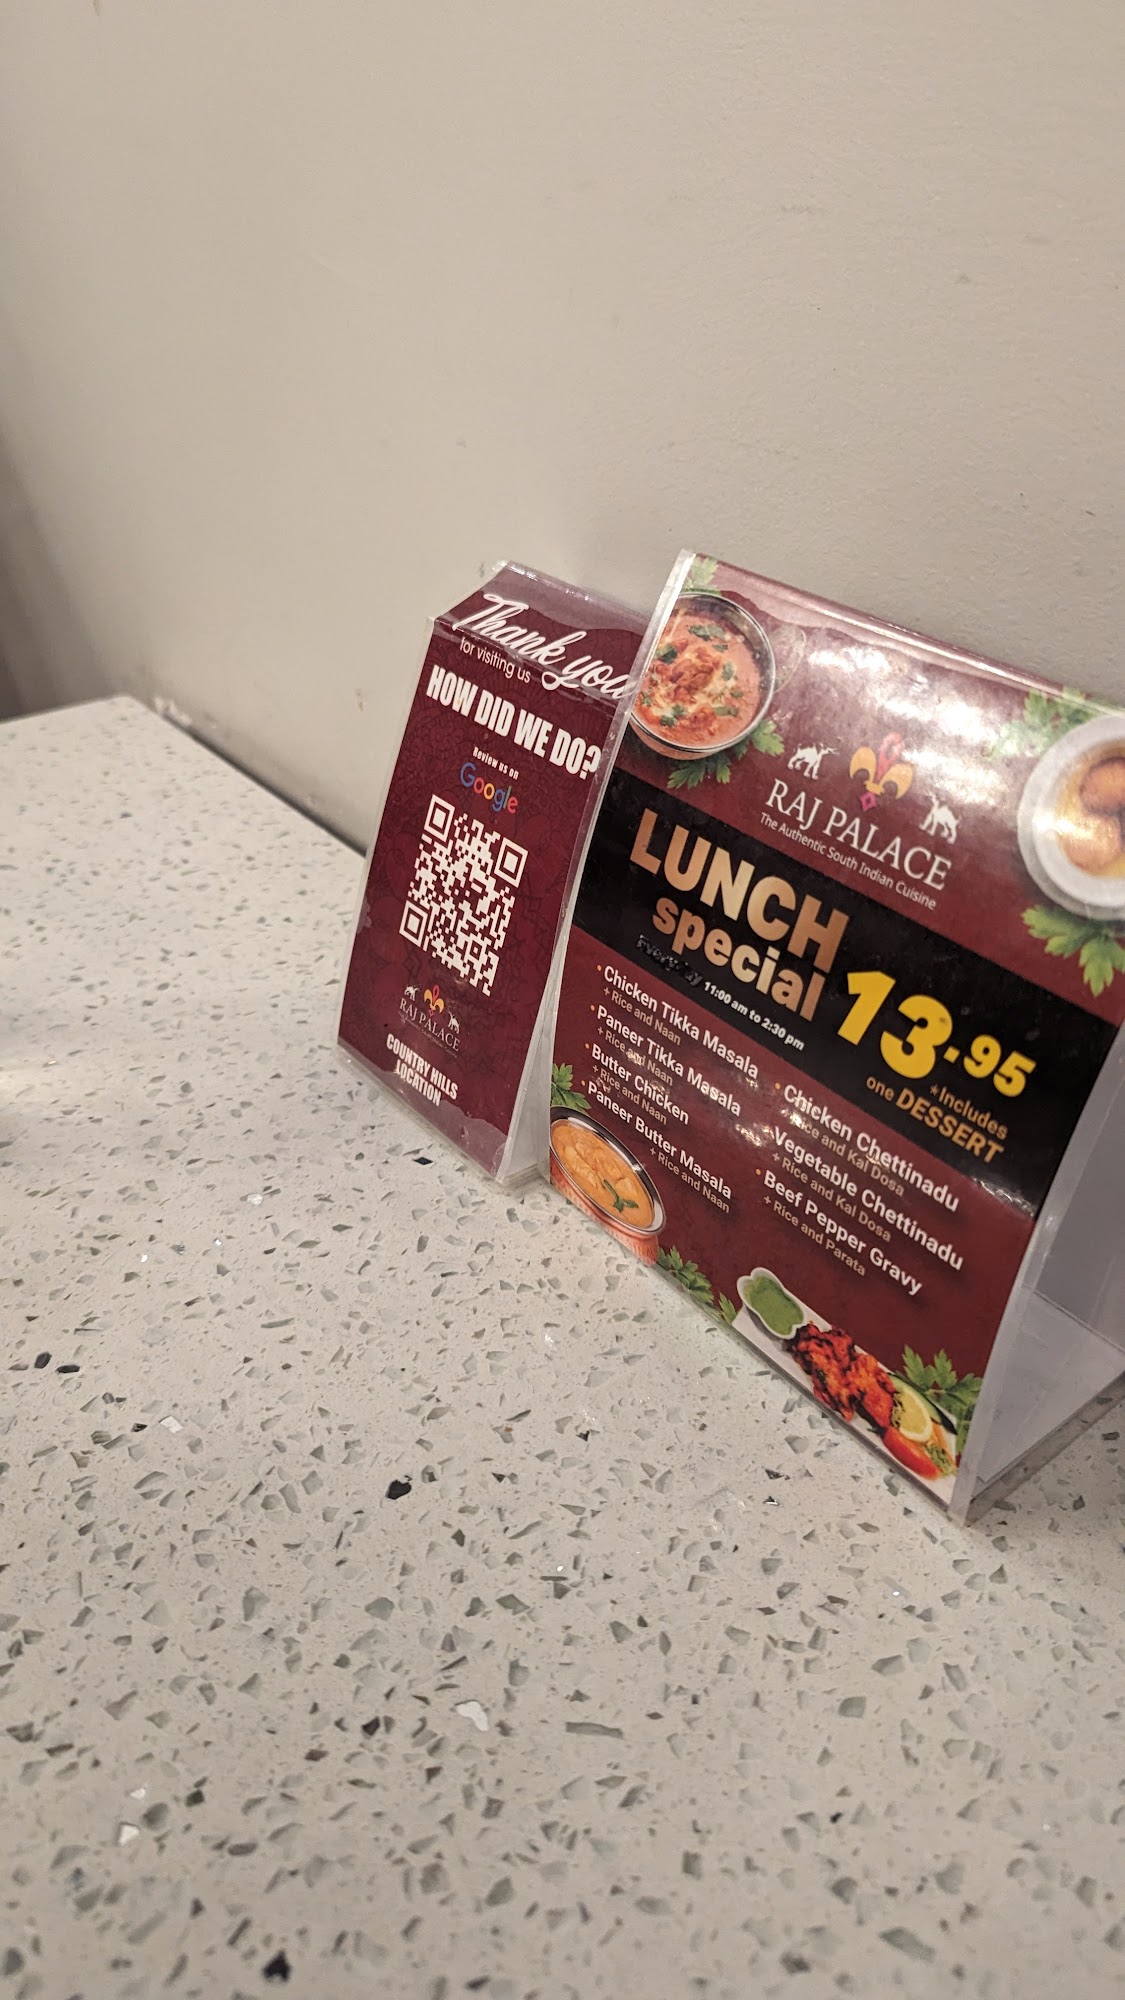 Thank you
for visiting us
HOW DID WE DO?
Review us on
Google
RAJ PALACE
COUNTRY HILLS
LOCATION
RAJ PALACE
The Authentic South Indian Cuisine
LUNCH
special
11:00 am to 2:30 pm
13.95
*Includes
one DESSERT
• Chicken Tikka Masala
+ Rice and Naan
• Paneer Tikka Masala
+ Rice and Naan
• Butter Chicken
+ Rice and Naan
• Paneer Butter Masala
+ Rice and Naan
• Chicken Chettinadu
+ Rice and Kal Dosa
• Vegetable Chettinadu
+ Rice and Kal Dosa
• Beef Pepper Gravy
+ Rice and Parata